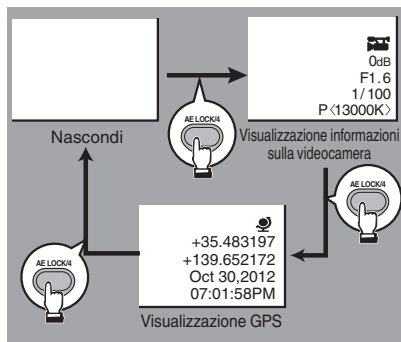 0dB
F1.6
1/100
P〈13000K〉
AE LOCK/4
Nascondi
Visualizzazione informazioni
sulla videocamera
AE LOCK/4
+35.483197
+139.652172
Oct 30,2012
07:01:58PM
AE LOCK/4
Visualizzazione GPS